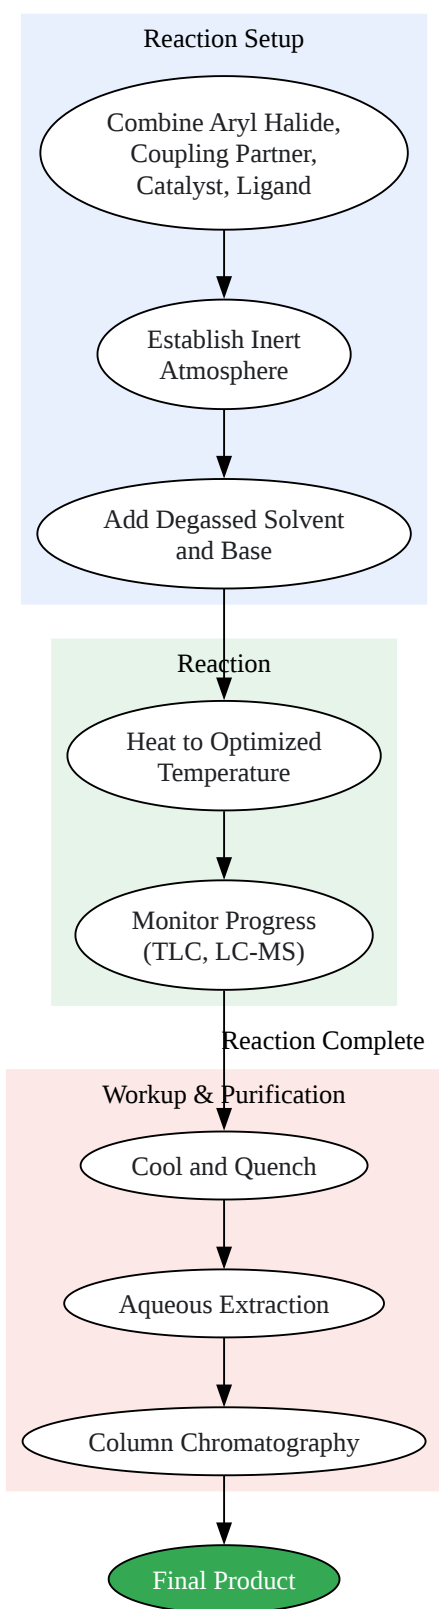 Reaction Setup
Combine Aryl Halide,
Coupling Partner,
Catalyst, Ligand
Establish Inert
Atmosphere
Add Degassed Solvent
and Base
Reaction
Heat to Optimized
Temperature
Monitor Progress
(TLC, LC-MS)
Reaction Complete
Workup & Purification
Cool and Quench
Aqueous Extraction
Column Chromatography
Final Product